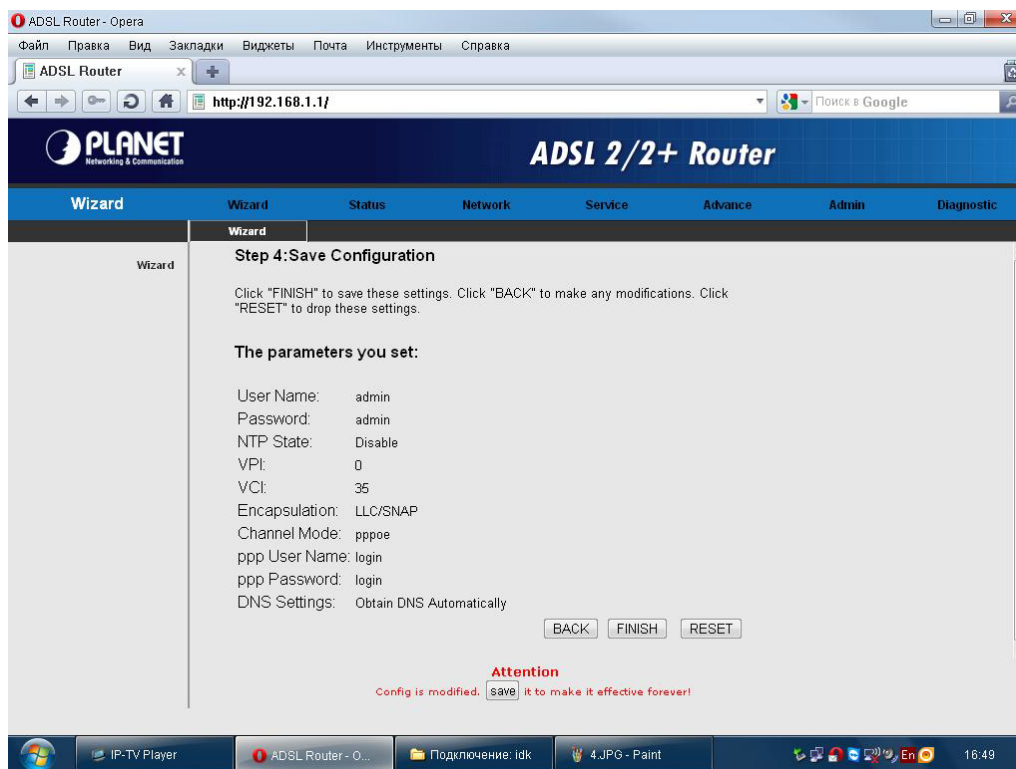 ADSL Router - Opera
Файл Правка Вид Закладки Виджеты Почта Инструменты Справка
ADSL Router
http://192.168.1.1/
Поиск в Google
PLANET
Networking & Communication
ADSL 2/2+ Router
Wizard
Wizard Status Network Service Advance Admin Diagnostic
Wizard
Wizard
Step 4:Save Configuration
Click "FINISH" to save these settings. Click "BACK" to make any modifications. Click
"RESET" to drop these settings.
The parameters you set:
User Name: admin
Password: admin
NTP State: Disable
VPI: 0
VCI: 35
Encapsulation: LLC/SNAP
Channel Mode: pppoe
ppp User Name: login
ppp Password: login
DNS Settings: Obtain DNS Automatically
BACK FINISH RESET
Attention
Config is modified. save it to make it effective forever!
IP-TV Player
ADSL Router - O...
Подключение: idk
4.JPG - Paint
En
16:49